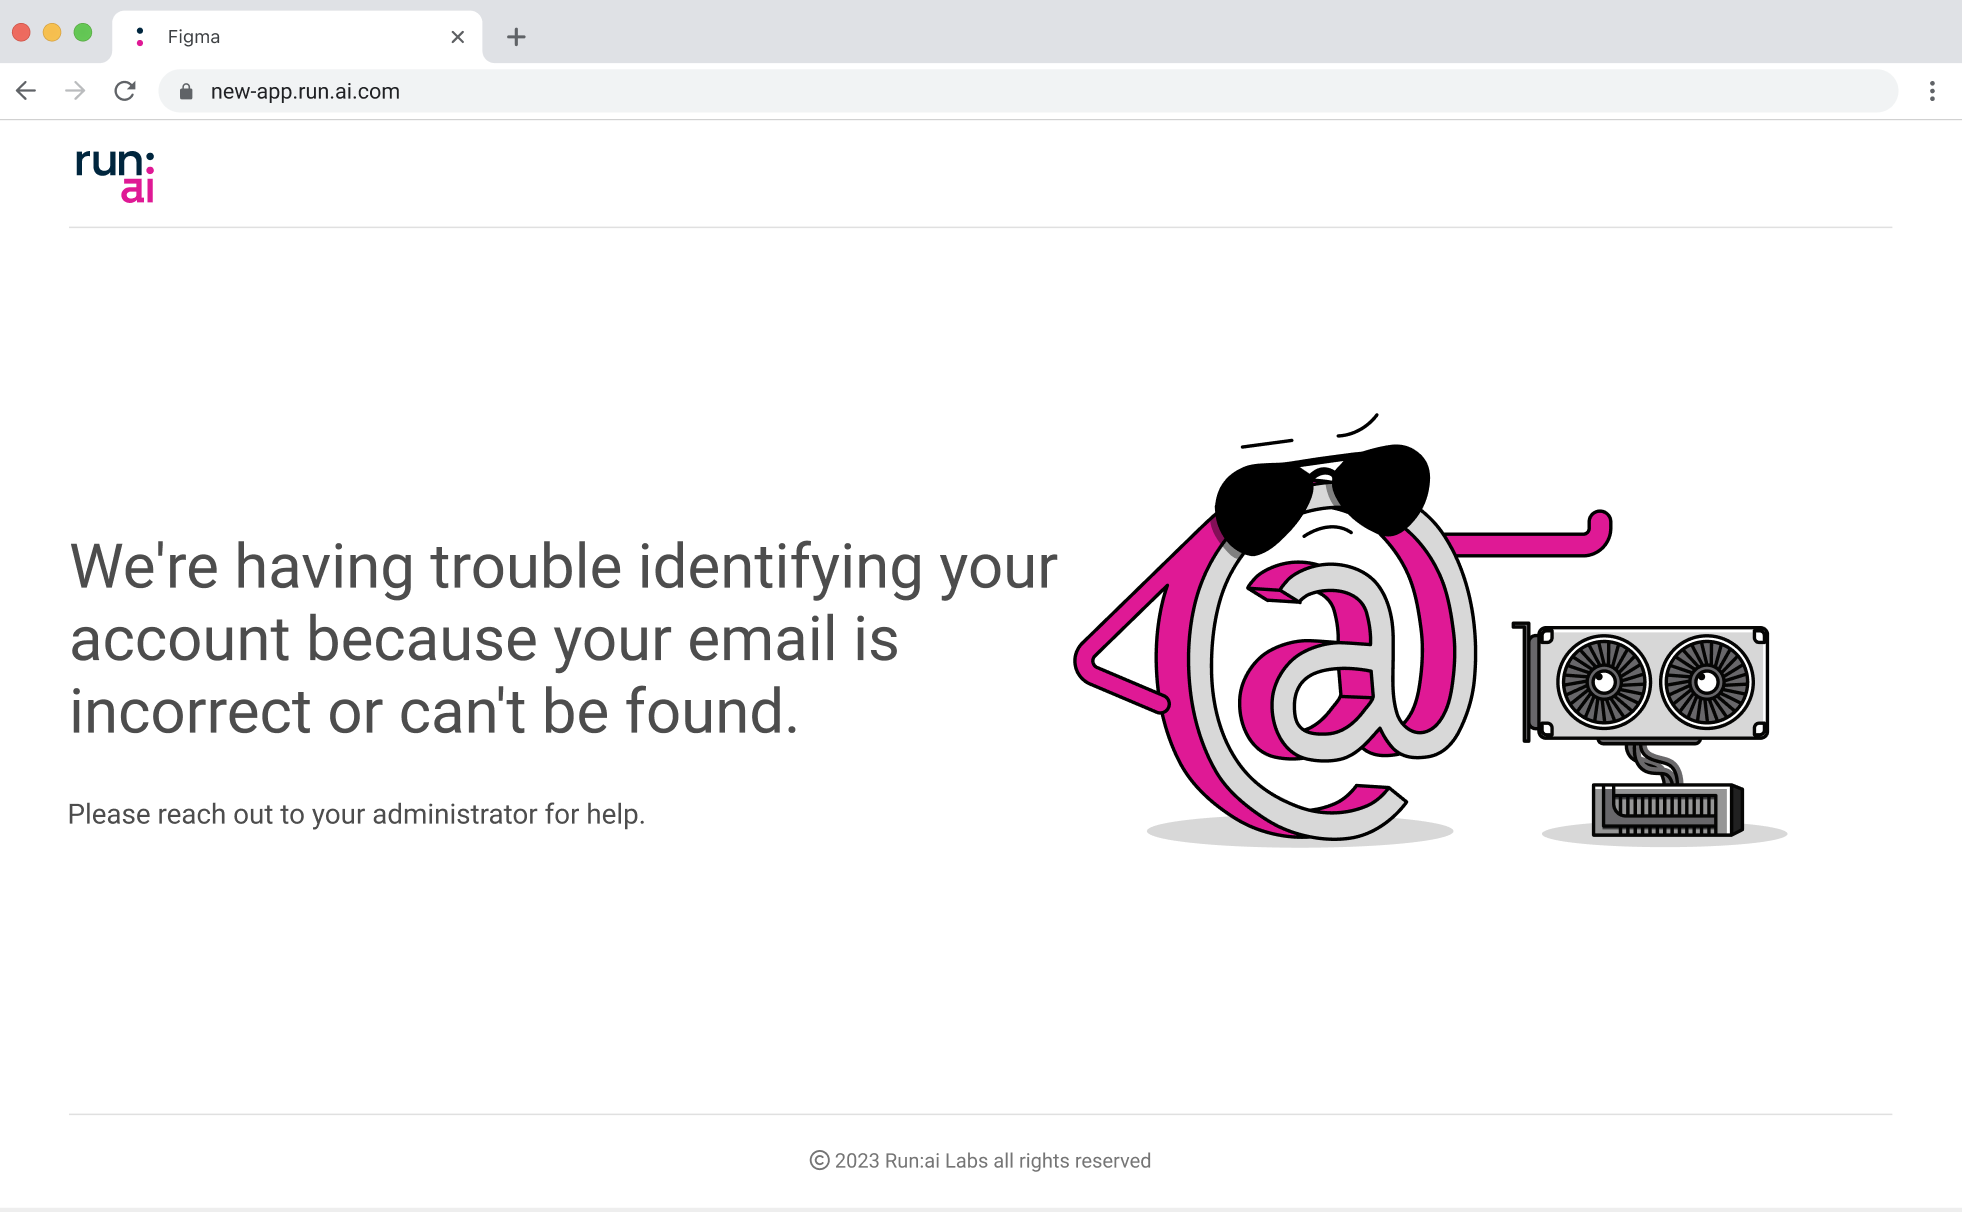 Figma
new-app.run.ai.com
run:
ai
We're having trouble identifying your
account because your email is
incorrect or can't be found.
Please reach out to your administrator for help.
@
© 2023 Run:ai Labs all rights reserved